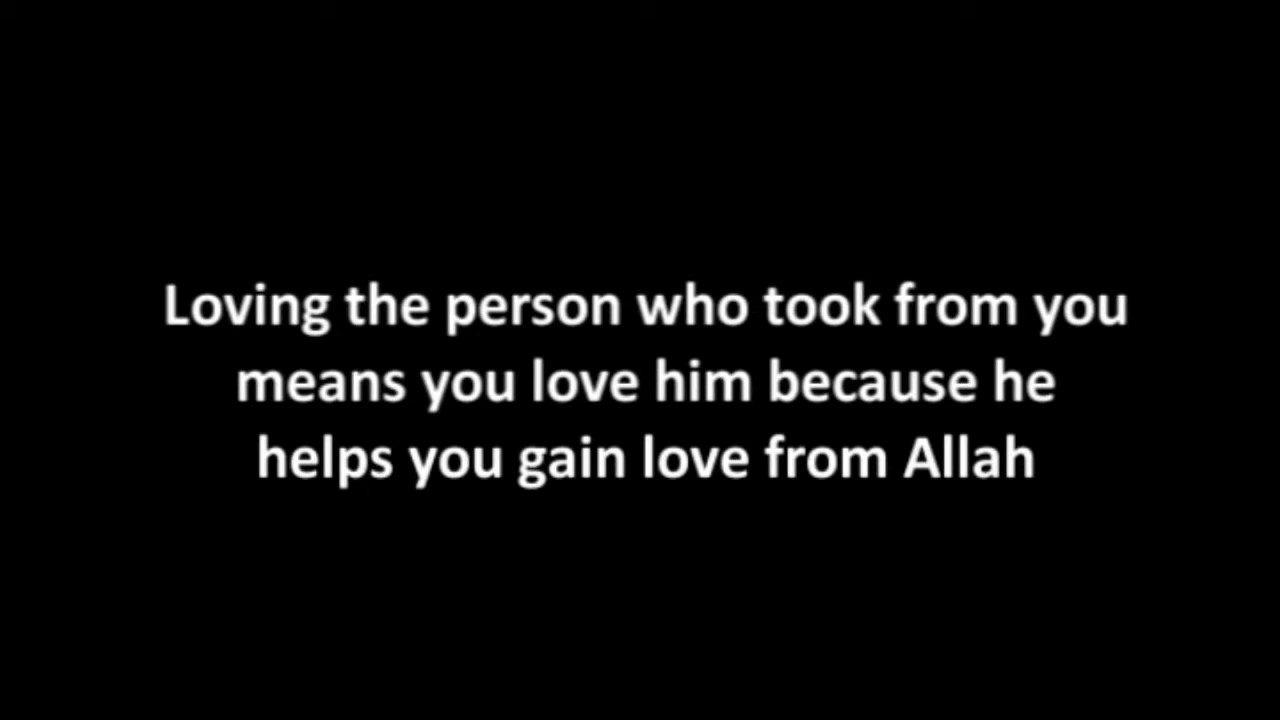 Loving the person who took from you
means you love him because he
helps you gain love from Allah